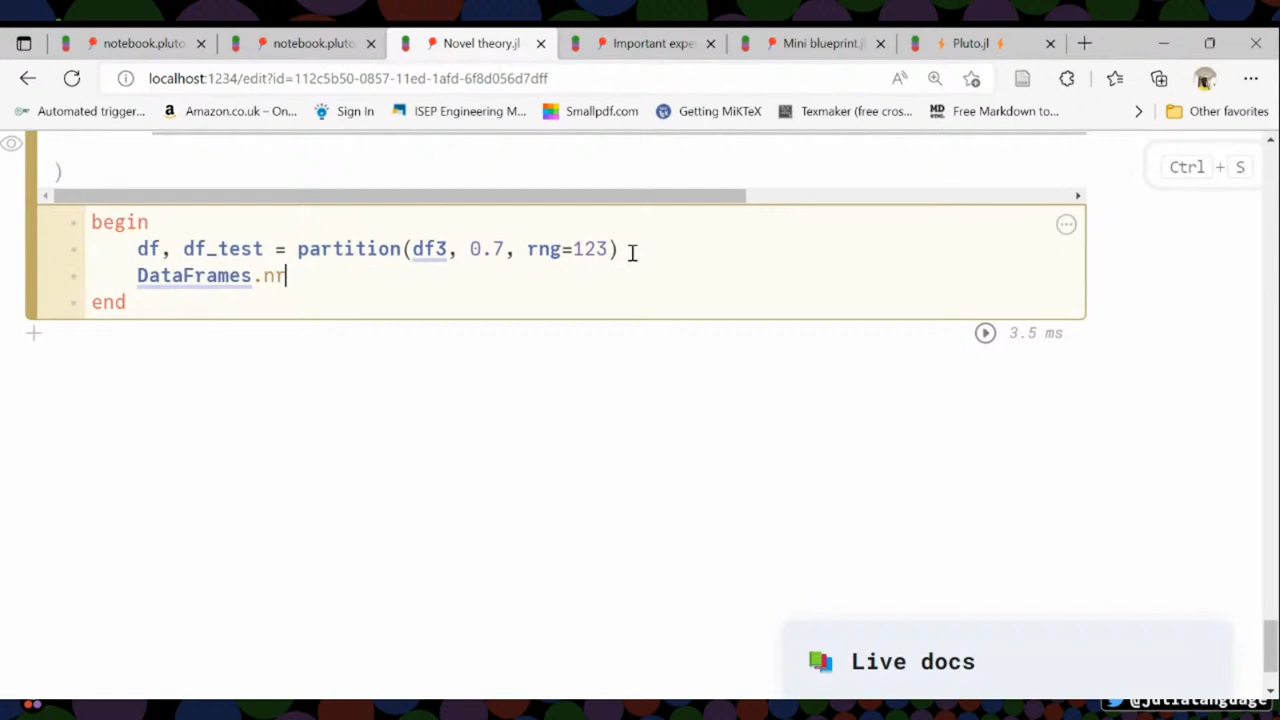 notebook.pluto
notebook.pluto
Novel theory.jl
Important expe
Mini blueprint.jl
Pluto.jl
localhost:1234/edit?id=112c5b50-0857-11ed-1afd-6f8d056d7dff
Automated trigger...
Amazon.co.uk – On...
Sign In
ISEP Engineering M...
Smallpdf.com
Getting MiKTeX
Texmaker (free cros...
MD Free Markdown to...
Other favorites
)
Ctrl + S
begin
df, df_test = partition(df3, 0.7, rng=123)
DataFrames.nr
end
3.5 ms
Live docs
@julialanguage